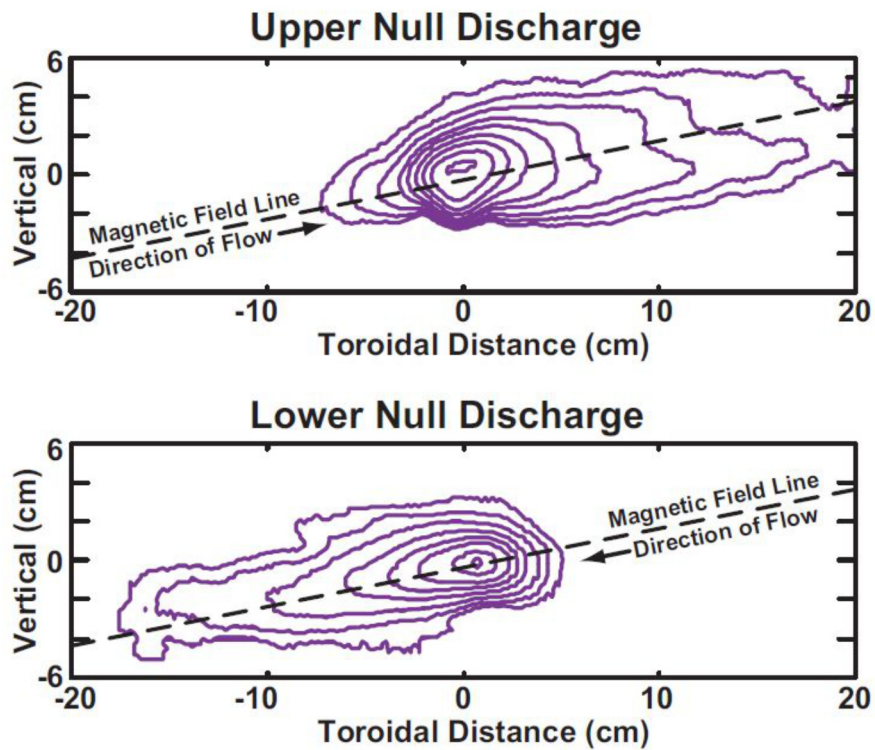 Upper Null Discharge
6
0
-6
Vertical (cm)
Magnetic Field Line
Direction of Flow
-20
-10
0
10
20
Toroidal Distance (cm)
Lower Null Discharge
6
0
-6
Vertical (cm)
Magnetic Field Line
Direction of Flow
-20
-10
0
10
20
Toroidal Distance (cm)